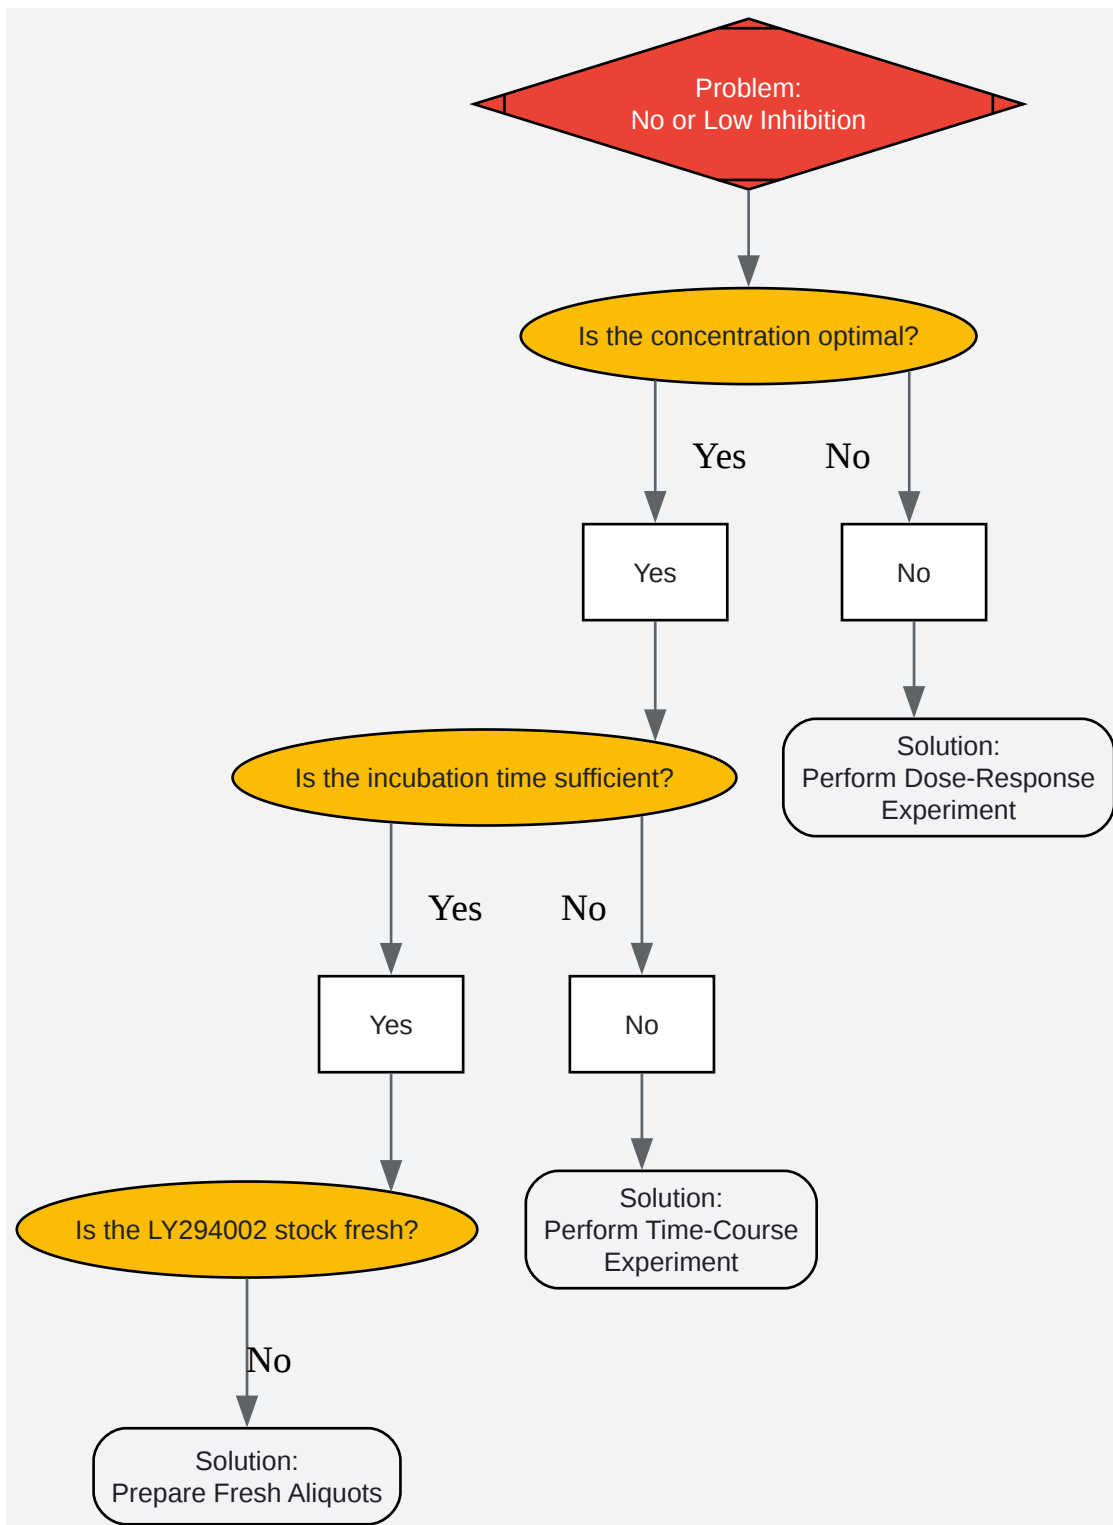 Problem:
No or Low Inhibition
Is the concentration optimal?
Yes
No
Yes
No
Is the incubation time sufficient?
Solution:
Perform Dose-Response
Experiment
Yes
No
Yes
No
Is the LY294002 stock fresh?
Solution:
Perform Time-Course
Experiment
No
Solution:
Prepare Fresh Aliquots